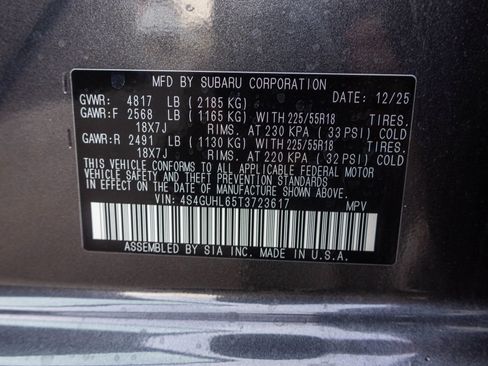 MFD BY SUBARU CORPORATION
GVWR: 4817 LB ( 2185 KG) DATE: 12/25
GAWR:F 2568 LB ( 1165 KG) WITH 225/55R18 TIRES.
18X7J RIMS. AT 230 KPA ( 33 PSI) COLD
GAWR:R 2491 LB ( 1130 KG) WITH 225/55R18 TIRES.
18X7J RIMS. AT 220 KPA ( 32 PSI) COLD
THIS VEHICLE CONFORMS TO ALL APPLICABLE FEDERAL MOTOR
VEHICLE SAFETY AND THEFT PREVENTION STANDARDS
IN EFFECT ON THE DATE OF MANUFACTURE SHOWN ABOVE.
VIN: 4S4GUHL65T3723617 MPV
ASSEMBLED BY SIA INC. MADE IN U.S.A.